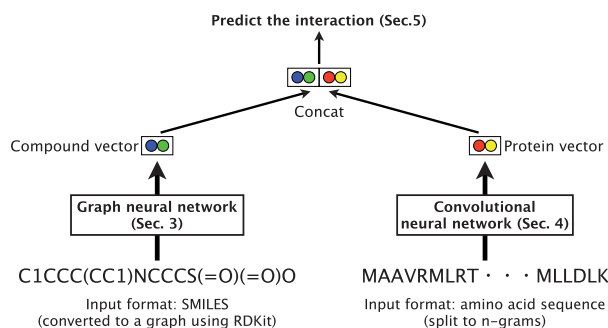 Predict the interaction (Sec.5)
Concat
Compound vector
Protein vector
Graph neural network
(Sec. 3)
Convolutional
neural network (Sec. 4)
C1CCC(CC1)NCCCS(=O)(=O)O
MAAVRMLRT · · · MLLDLK
Input format: SMILES
(converted to a graph using RDKit)
Input format: amino acid sequence
(split to n-grams)